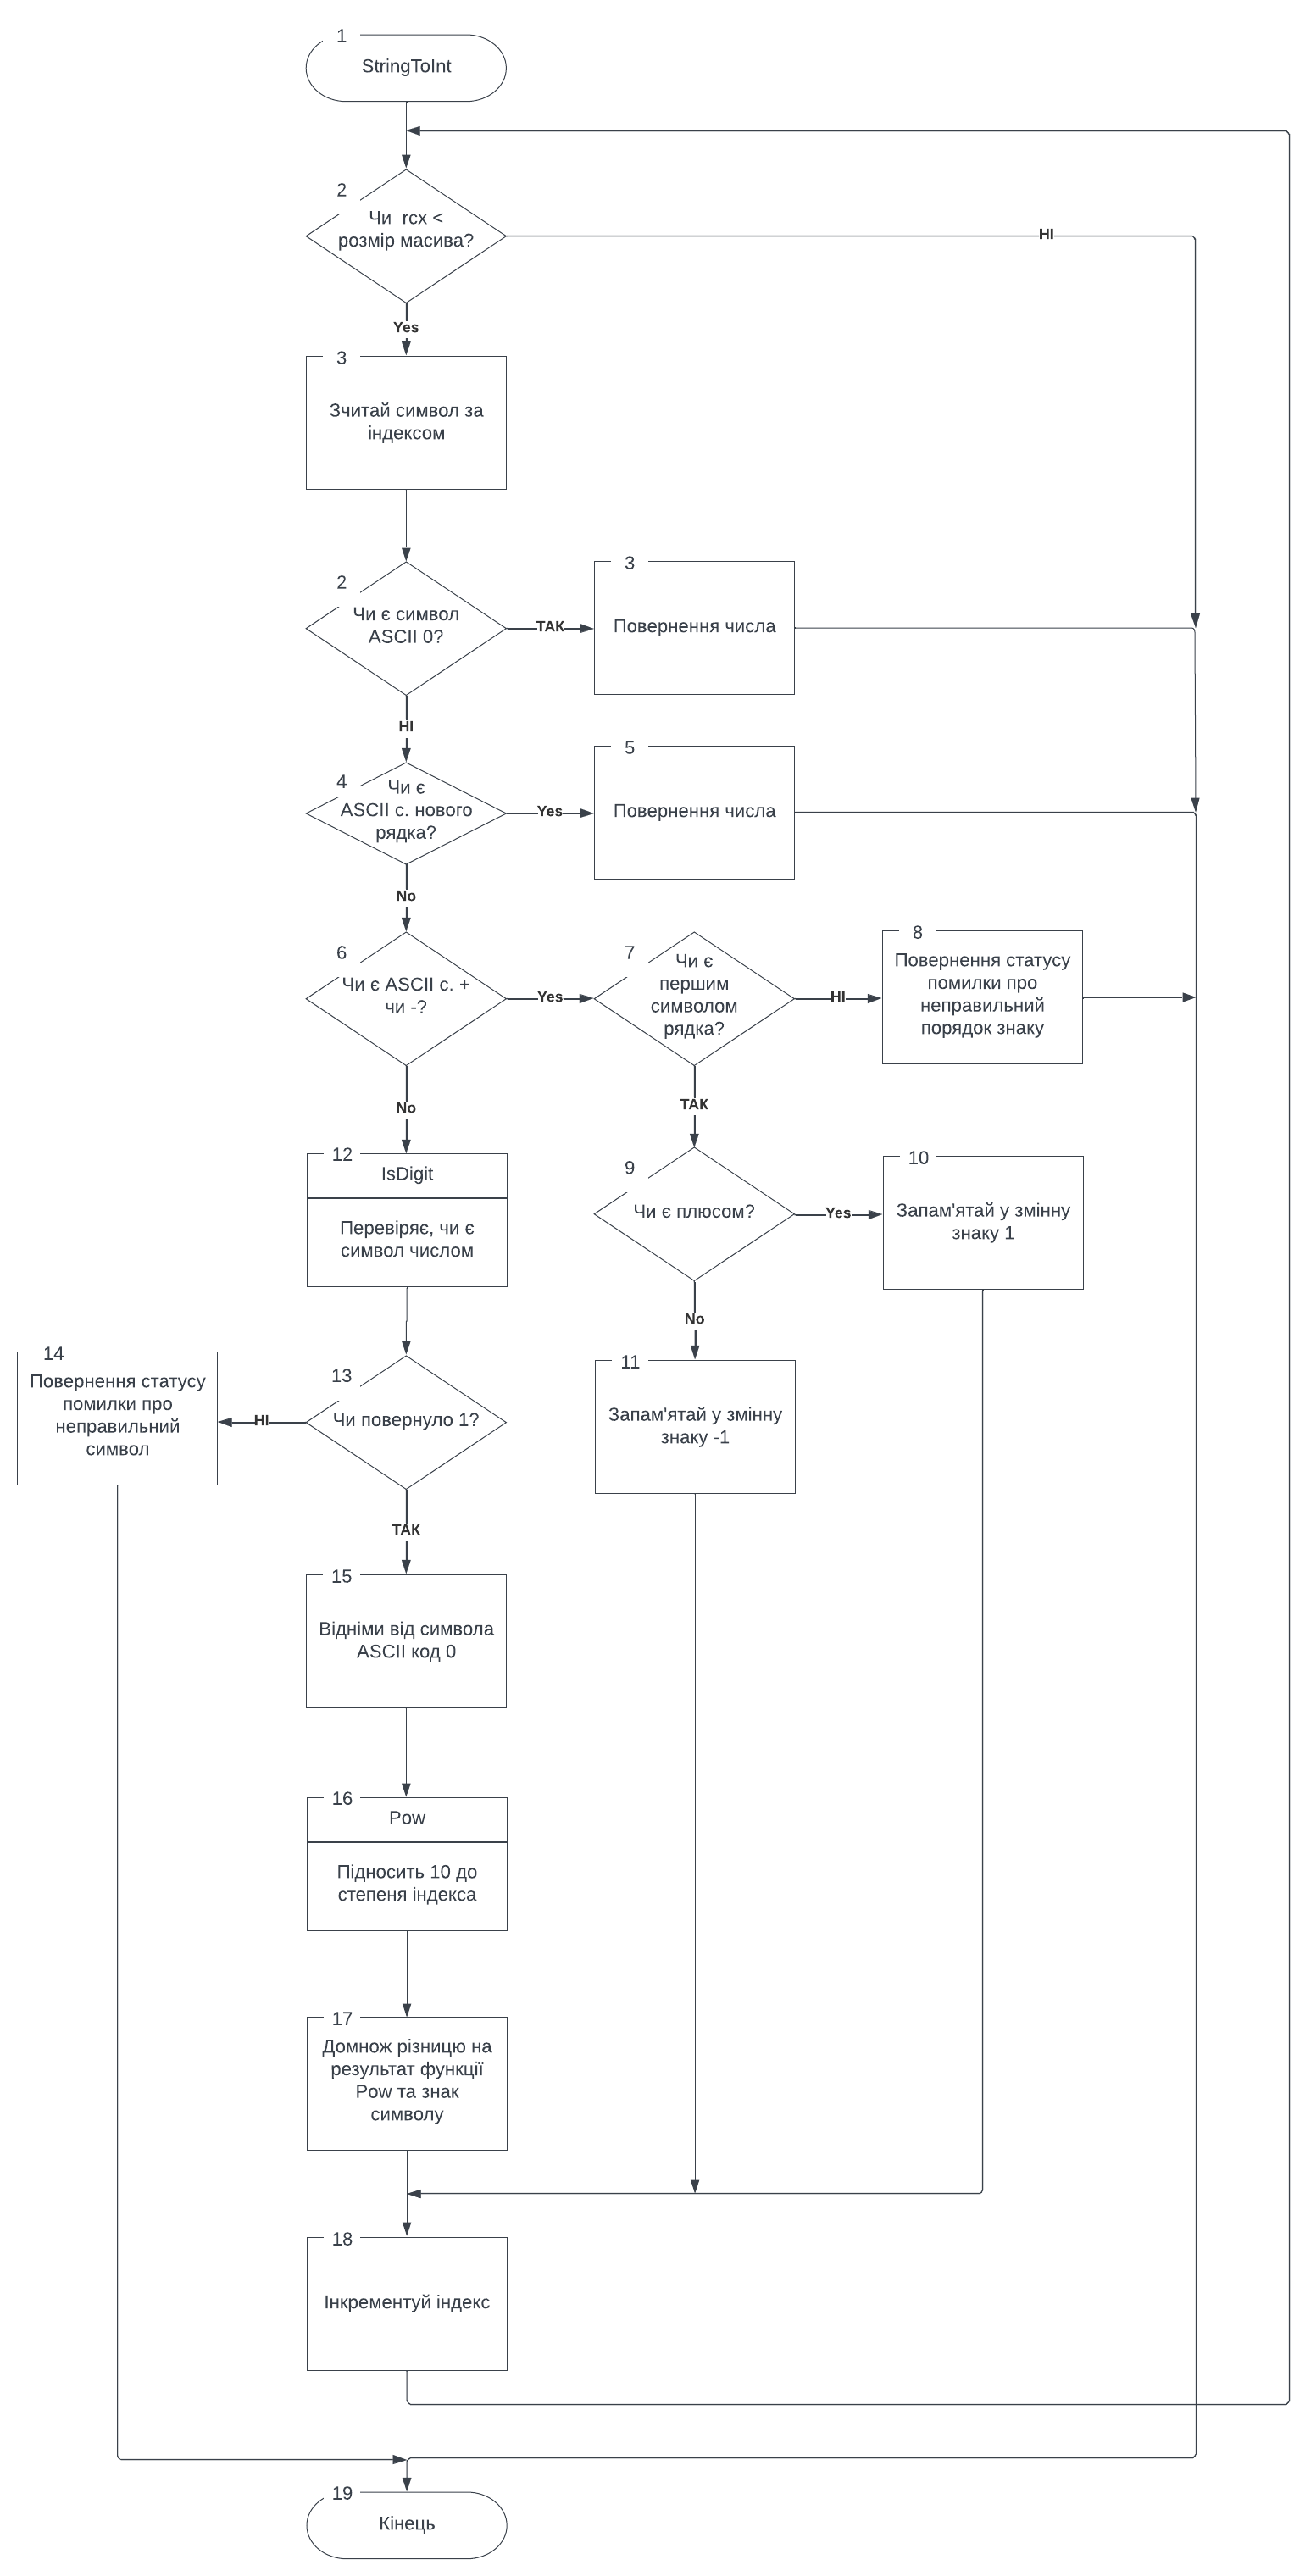 1
StringToInt
2
Чи rcx <
розмір масива?
НІ
Yes
3
Зчитай символ за
індексом
2
Чи є символ
ASCII 0?
ТАК
3
Повернення числа
НІ
4
Чи є
ASCII с. нового
рядка?
Yes
5
Повернення числа
No
6
Чи є ASCII с. +
чи -?
Yes
7
Чи є
першим
символом
рядка?
НІ
8
Повернення статусу
помилки про
неправильний
порядок знаку
ТАК
No
9
Чи є плюсом?
Yes
10
Запам'ятай у змінну
знаку 1
No
11
Запам'ятай у змінну
знаку -1
12
IsDigit
Перевіряє, чи є
символ числом
13
Чи повернуло 1?
НІ
14
Повернення статусу
помилки про
неправильний
символ
ТАК
15
Відніми від символа
ASCII код 0
16
Pow
Підносить 10 до
степеня індекса
17
Домнож різницю на
результат функції
Pow та знак
символу
18
Інкрементуй індекс
19
Кінець